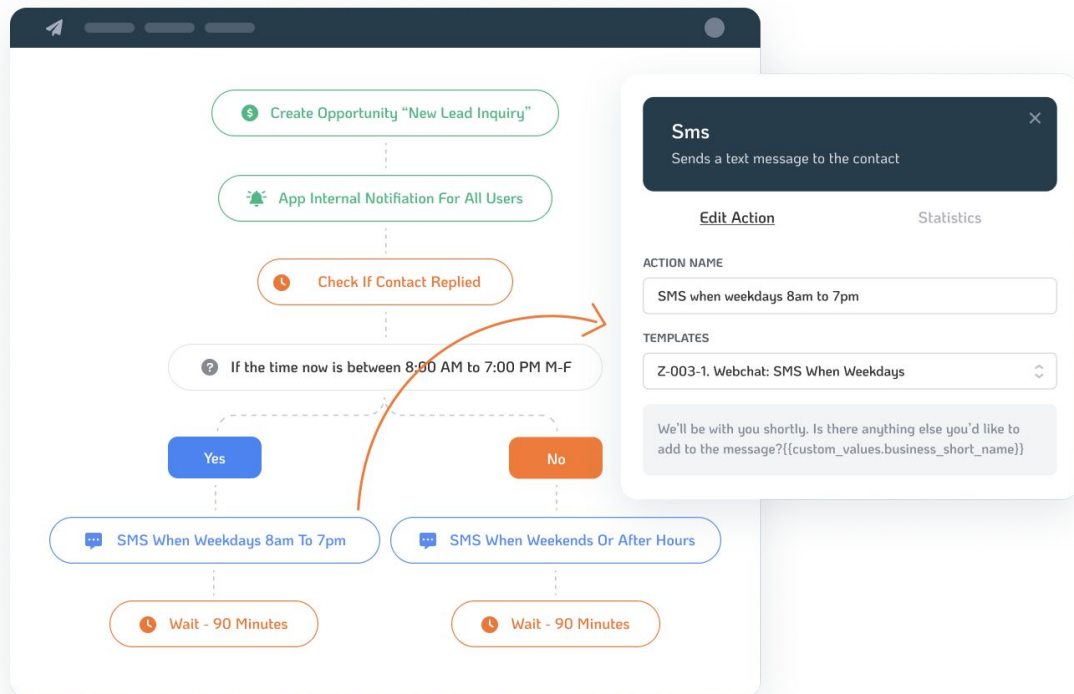 Create Opportunity “New Lead Inquiry”
App Internal Notifiation For All Users
Check If Contact Replied
If the time now is between 8:00 AM to 7:00 PM M-F
Yes
No
SMS When Weekdays 8am To 7pm
SMS When Weekends Or After Hours
Wait - 90 Minutes
Wait - 90 Minutes
Sms
Sends a text message to the contact
Edit Action
Statistics
ACTION NAME
SMS when weekdays 8am to 7pm
TEMPLATES
Z-003-1. Webchat: SMS When Weekdays
We’ll be with you shortly. Is there anything else you’d like to
add to the message?{{custom_values.business_short_name}}